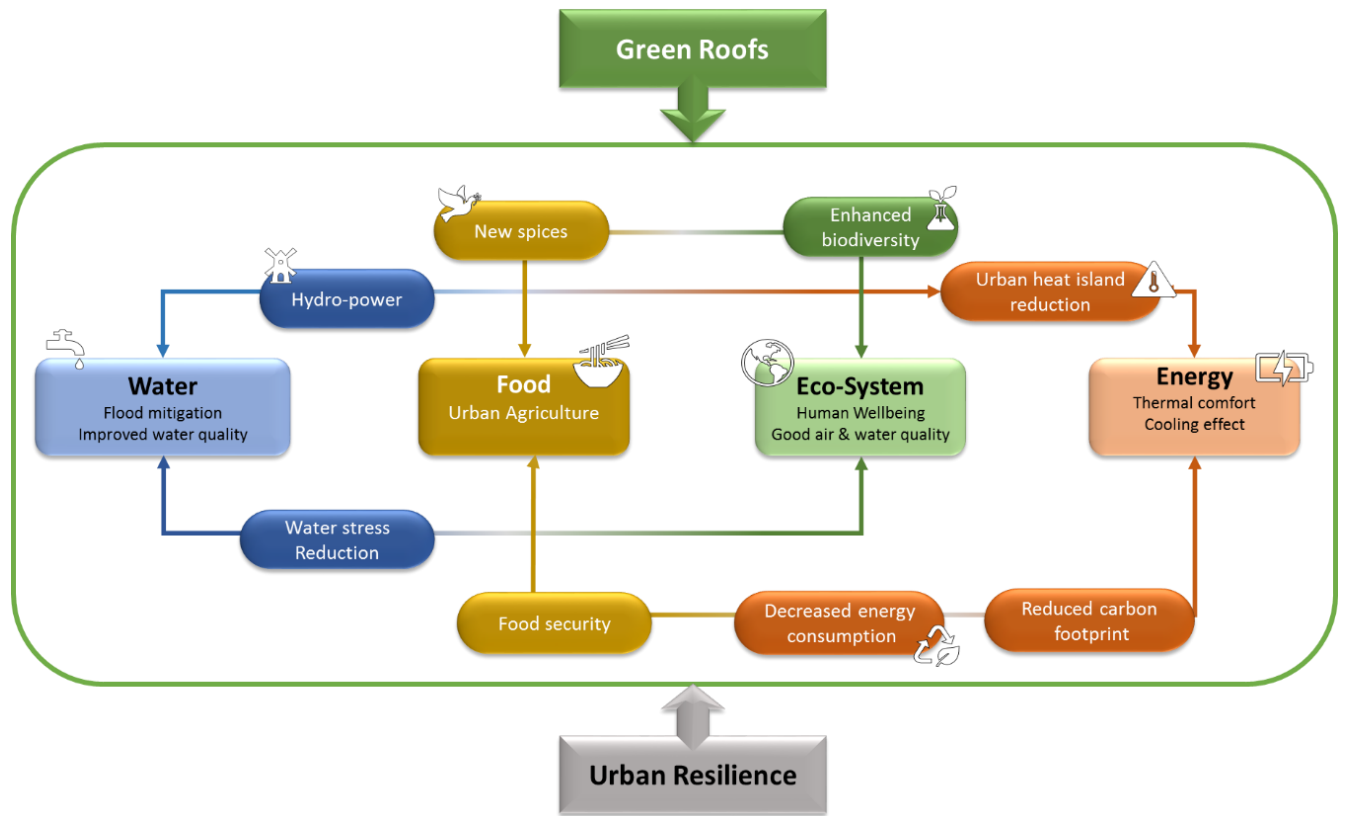 Green Roofs
New spices
Enhanced
biodiversity
Hydro-power
Urban heat island
reduction
Water
Flood mitigation
Improved water quality
Food
Urban Agriculture
Eco-System
Human Wellbeing
Good air & water quality
Energy
Thermal comfort
Cooling effect
Water stress
Reduction
Food security
Decreased energy
consumption
Reduced carbon
footprint
Urban Resilience